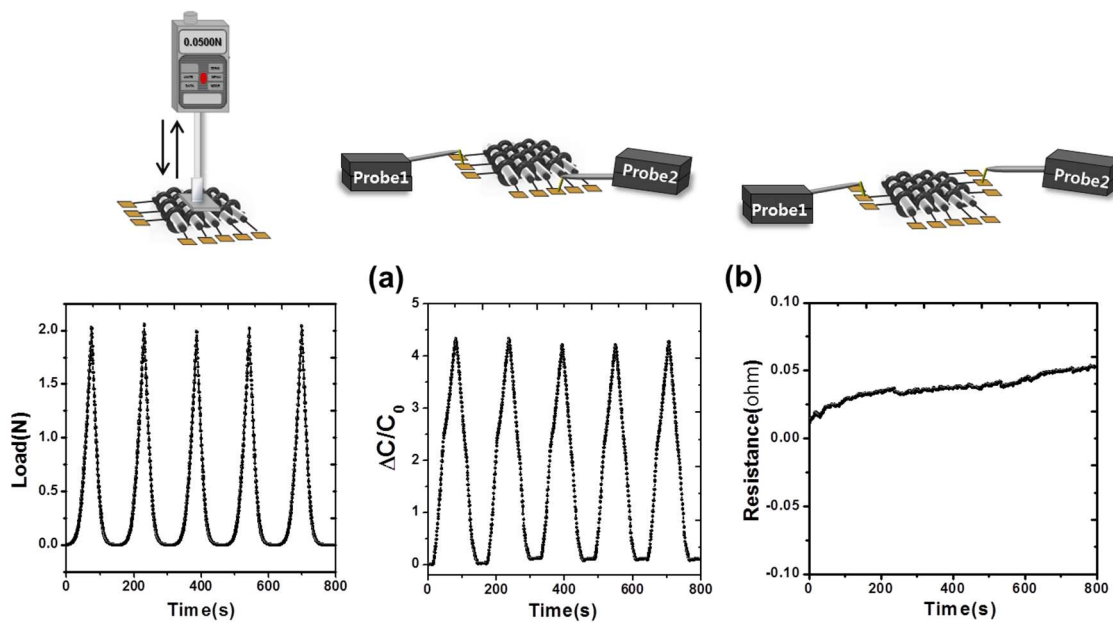 0.0500N
Probe1
Probe2
Probe1
Probe2
(a)
(b)
Load(N)
2.0
1.5
1.0
0.5
0.0
0 200 400 600 800
Time(s)
ΔC/C0
5
4
3
2
1
0
0 200 400 600 800
Time(s)
Resistance(ohm)
0.10
0.05
0.00
-0.05
-0.10
0 200 400 600 800
Time(s)